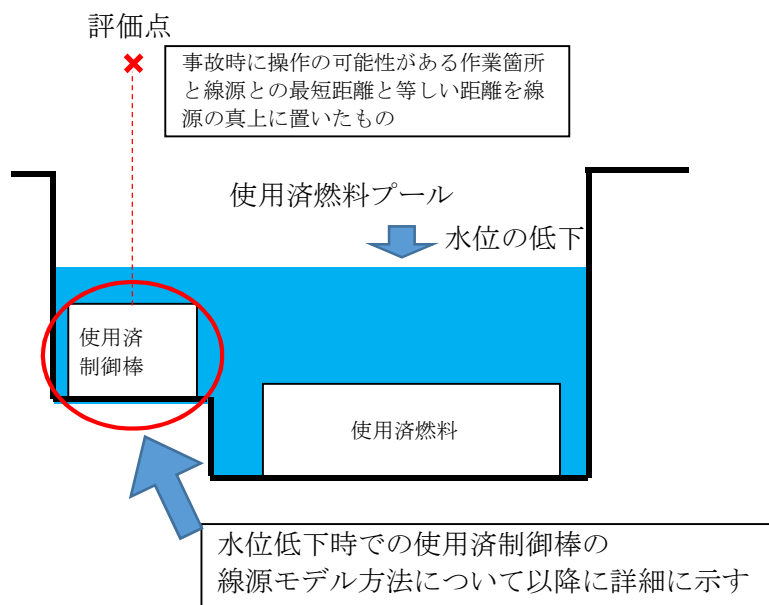 評価点
事故時に操作の可能性がある作業箇所
と線源との最短距離と等しい距離を線
源の真上に置いたもの
使用済燃料プール
水位の低下
使用済
制御棒
使用済燃料
水位低下時での使用済制御棒の
線源モデル方法について以降に詳細に示す